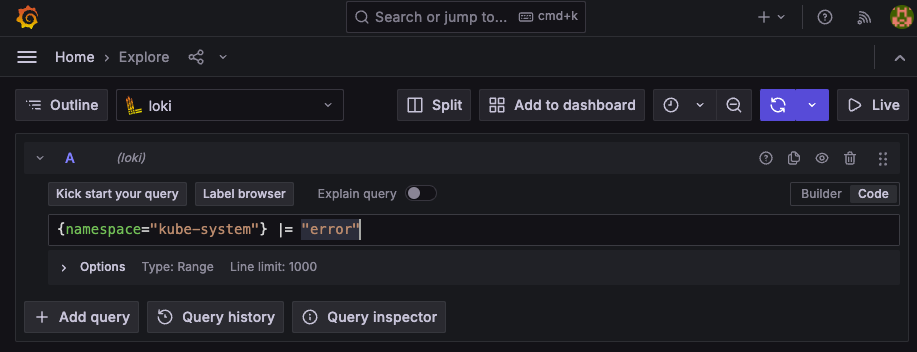 Search or jump to... cmd+k
Home › Explore
Outline loki Split Add to dashboard Live
A (loki)
Kick start your query Label browser Explain query Builder Code
{namespace="kube-system"} |= "error"
Options Type: Range Line limit: 1000
Add query Query history Query inspector